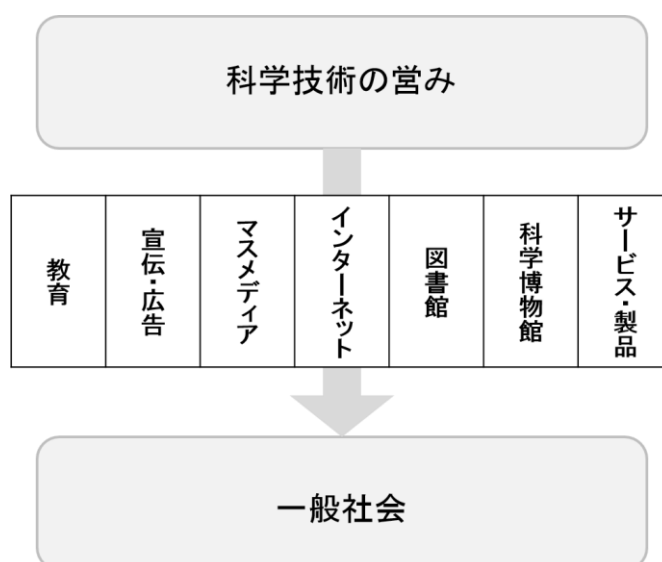 科学技術の営み
教育
宣伝・広告
マスメディア
インターネット
図書館
科学博物館
サービス・製品
一般社会